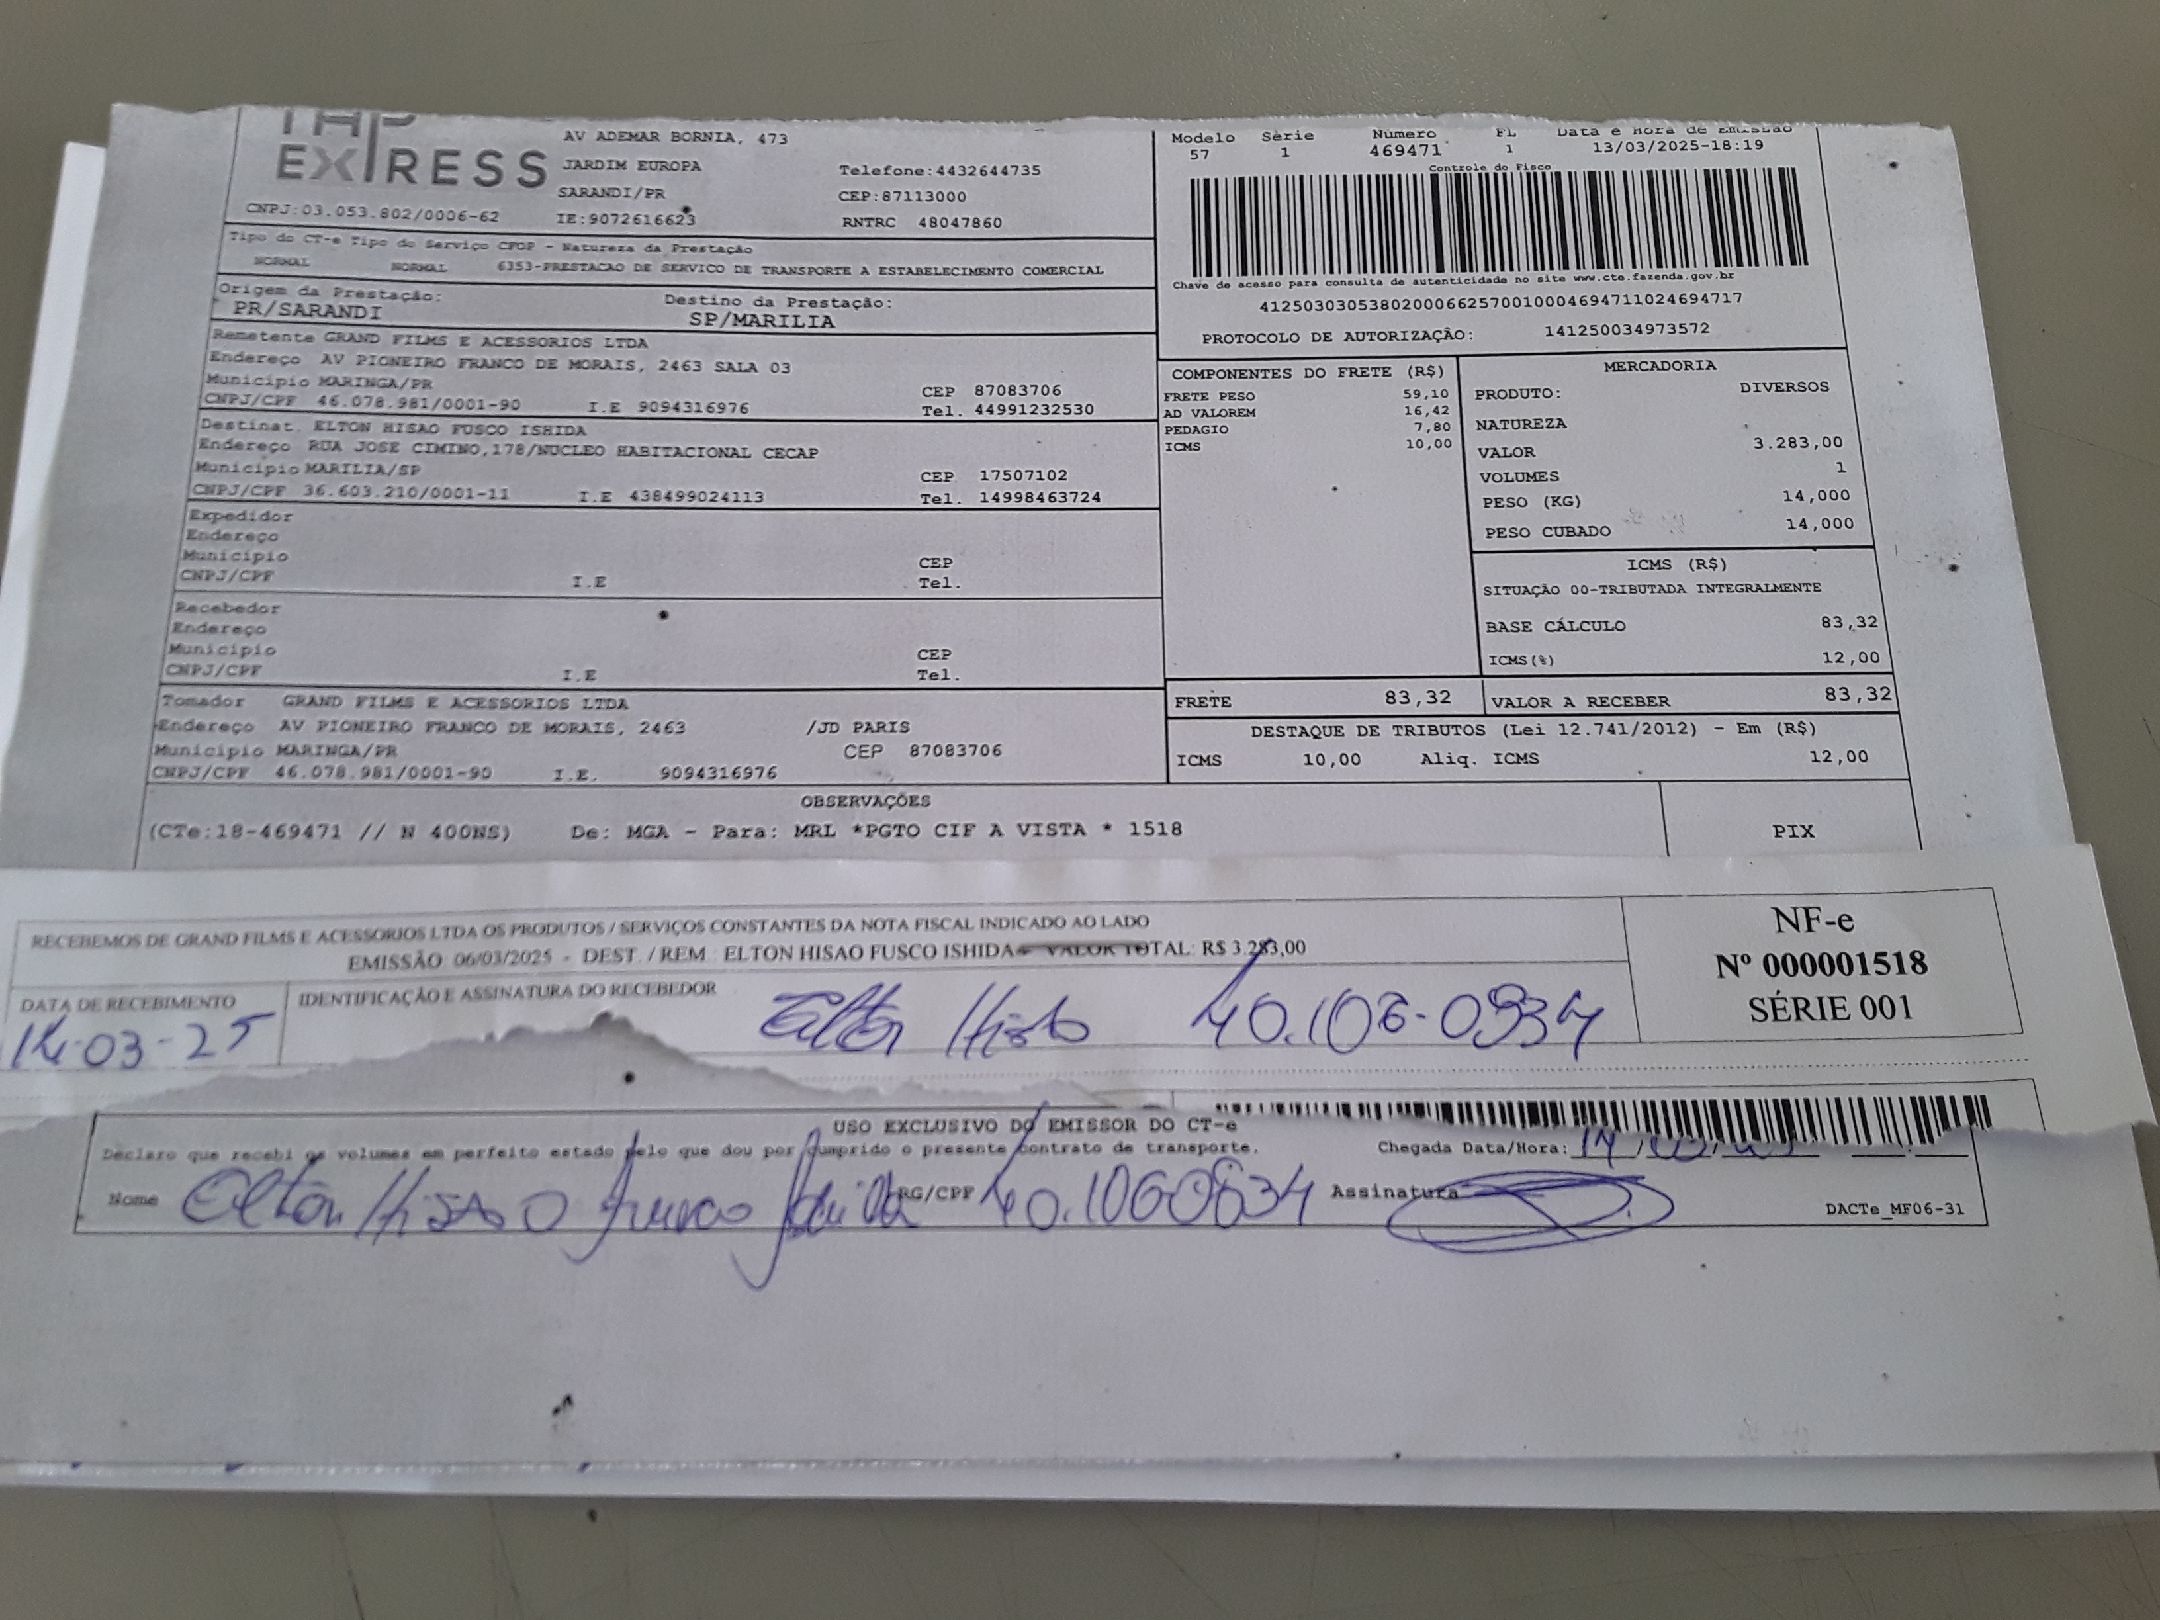 THP
EXPRESS
AV ADEMAR BORNIA, 473
JARDIM EUROPA Telefone:4432644735
SARANDI/PR CEP:87113000
CNPJ:03.053.802/0006-62 IE:9072616623 RNTRC 48047860
Modelo Série Número FL Data e Hora de Emissão
57 1 469471 1 13/03/2025-18:19
Controle do Fisco
Tipo do CT-e Tipo do Serviço CFOP - Natureza da Prestação
NORMAL NORMAL 6353-PRESTACAO DE SERVICO DE TRANSPORTE A ESTABELECIMENTO COMERCIAL
Chave de acesso para consulta de autenticidade no site www.cte.fazenda.gov.br
41250303053802000662570010004694711024694717
PROTOCOLO DE AUTORIZAÇÃO: 141250034973572
Origem da Prestação: Destino da Prestação:
PR/SARANDI SP/MARILIA
Remetente GRAND FILMS E ACESSORIOS LTDA
Endereço AV PIONEIRO FRANCO DE MORAIS, 2463 SALA 03
Município MARINGA/PR CEP 87083706
CNPJ/CPF 46.078.981/0001-90 I.E 9094316976 Tel. 44991232530
Destinat. ELTON HISAO FUSCO ISHIDA
Endereço RUA JOSE CIMINO,178/NUCLEO HABITACIONAL CECAP
Município MARILIA/SP CEP 17507102
CNPJ/CPF 36.603.210/0001-11 I.E 438499024113 Tel. 14998463724
Expedidor
Endereço
Município CEP
CNPJ/CPF I.E Tel.
Recebedor
Endereço
Município CEP
CNPJ/CPF I.E Tel.
Tomador GRAND FILMS E ACESSORIOS LTDA
Endereço AV PIONEIRO FRANCO DE MORAIS, 2463 /JD PARIS
Município MARINGA/PR CEP 87083706
CNPJ/CPF 46.078.981/0001-90 I.E. 9094316976
COMPONENTES DO FRETE (R$)
FRETE PESO 59,10
AD VALOREM 16,42
PEDAGIO 7,80
ICMS 10,00
MERCADORIA
PRODUTO: DIVERSOS
NATUREZA
VALOR 3.283,00
VOLUMES 1
PESO (KG) 14,000
PESO CUBADO 14,000
ICMS (R$)
SITUAÇÃO 00-TRIBUTADA INTEGRALMENTE
BASE CÁLCULO 83,32
ICMS(%) 12,00
FRETE 83,32 VALOR A RECEBER 83,32
DESTAQUE DE TRIBUTOS (Lei 12.741/2012) - Em (R$)
ICMS 10,00 Aliq. ICMS 12,00
OBSERVAÇÕES
(CTe:18-469471 // N 400NS) De: MGA - Para: MRL *PGTO CIF A VISTA * 1518 PIX
RECEBEMOS DE GRAND FILMS E ACESSORIOS LTDA OS PRODUTOS / SERVIÇOS CONSTANTES DA NOTA FISCAL INDICADO AO LADO
EMISSÃO 06/03/2025 - DEST. / REM : ELTON HISAO FUSCO ISHIDA - VALOR TOTAL: R$ 3.283,00
NF-e
Nº 000001518
SÉRIE 001
DATA DE RECEBIMENTO IDENTIFICAÇÃO E ASSINATURA DO RECEBEDOR
14-03-25 Elton Hisao
USO EXCLUSIVO DO EMISSOR DO CT-e
Declaro que recebi os volumes em perfeito estado pelo que dou por cumprido o presente contrato de transporte. Chegada Data/Hora:
Nome Elton Hisao Fusco Ishida RG/CPF 40.1060834 Assinatura
DACTe_MF06-31